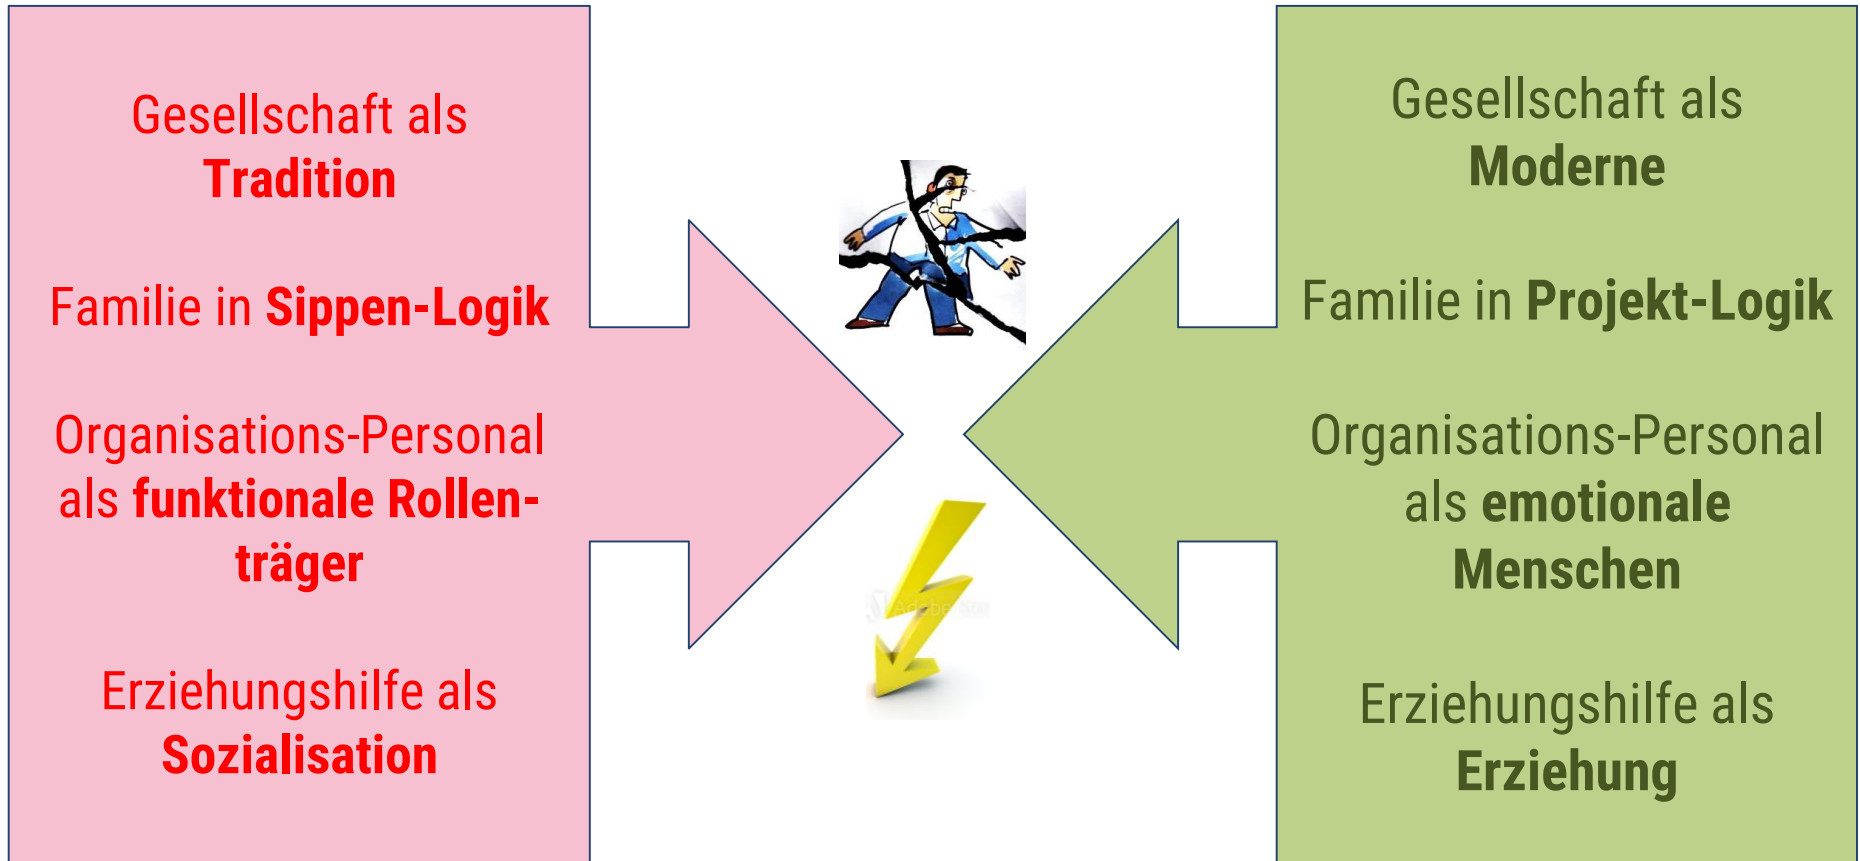 Gesellschaft als
Tradition
Familie in Sippen-Logik
Organisations-Personal
als funktionale Rollen-
träger
Erziehungshilfe als
Sozialisation
Gesellschaft als
Moderne
Familie in Projekt-Logik
Organisations-Personal
als emotionale
Menschen
Erziehungshilfe als
Erziehung